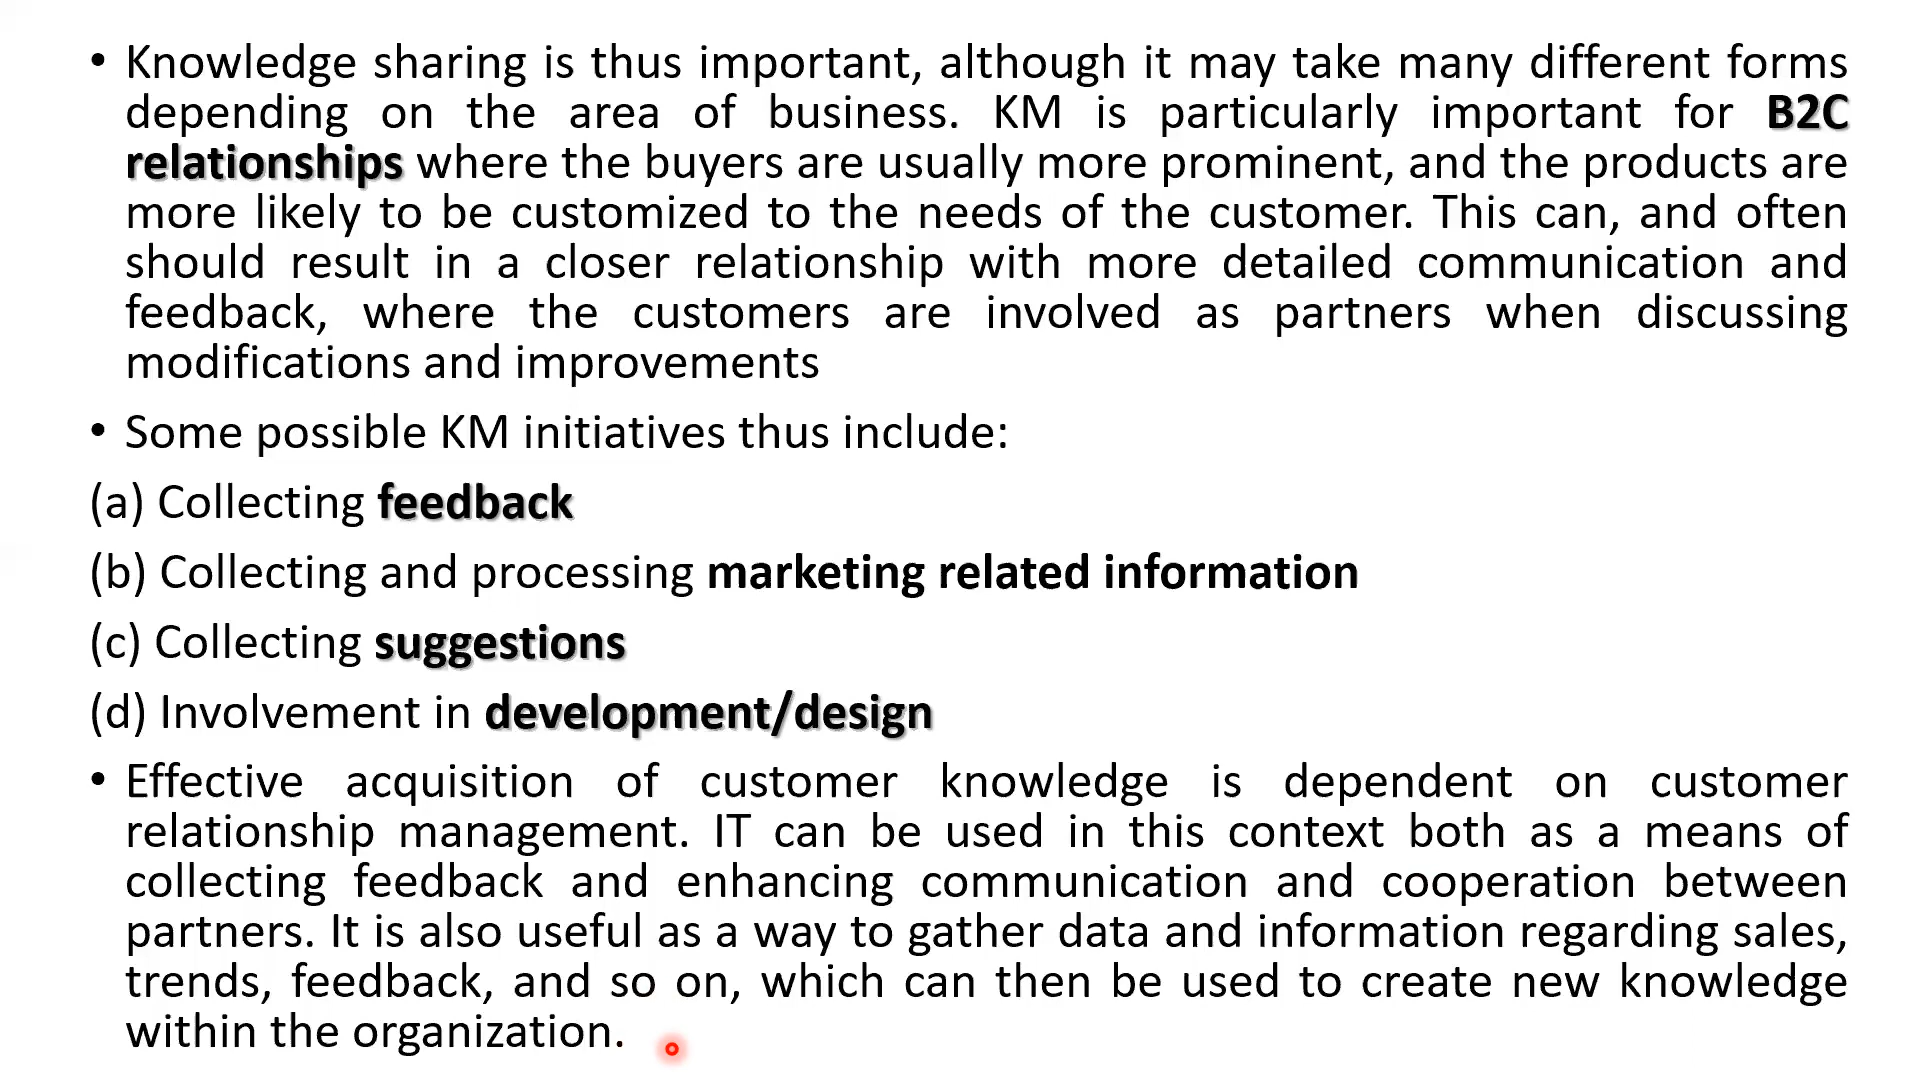 • Knowledge sharing is thus important, although it may take many different forms
depending on the area of business. KM is particularly important for B2C
relationships where the buyers are usually more prominent, and the products are
more likely to be customized to the needs of the customer. This can, and often
should result in a closer relationship with more detailed communication and
feedback, where the customers are involved as partners when discussing
modifications and improvements
• Some possible KM initiatives thus include:
(a) Collecting feedback
(b) Collecting and processing marketing related information
(c) Collecting suggestions
(d) Involvement in development/design
• Effective acquisition of customer knowledge is dependent on customer
relationship management. IT can be used in this context both as a means of
collecting feedback and enhancing communication and cooperation between
partners. It is also useful as a way to gather data and information regarding sales,
trends, feedback, and so on, which can then be used to create new knowledge
within the organization.